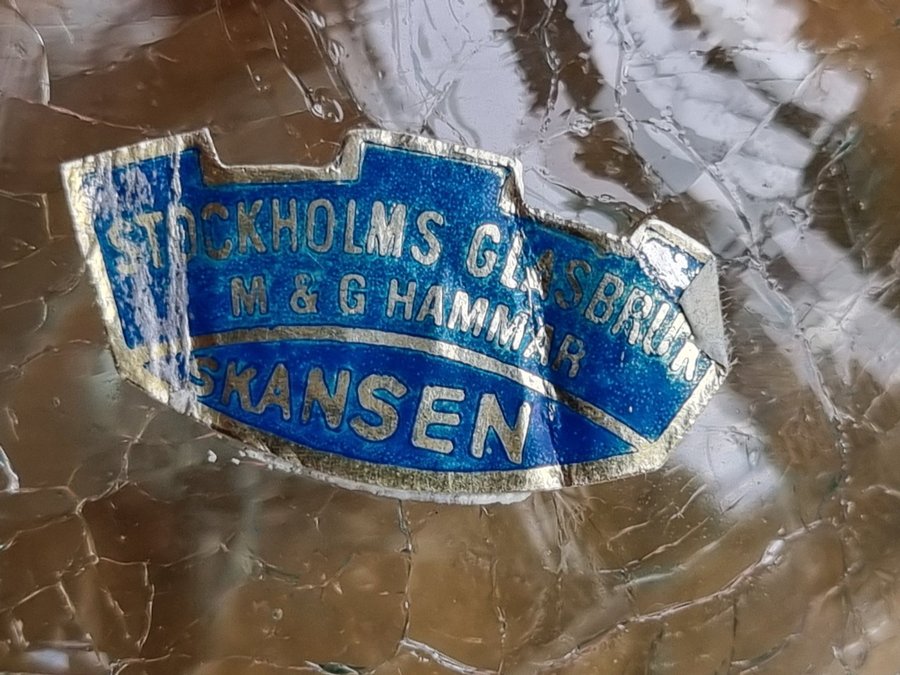 STOCKHOLMS GLASBRUK
M & G HAMMAR
SKANSEN